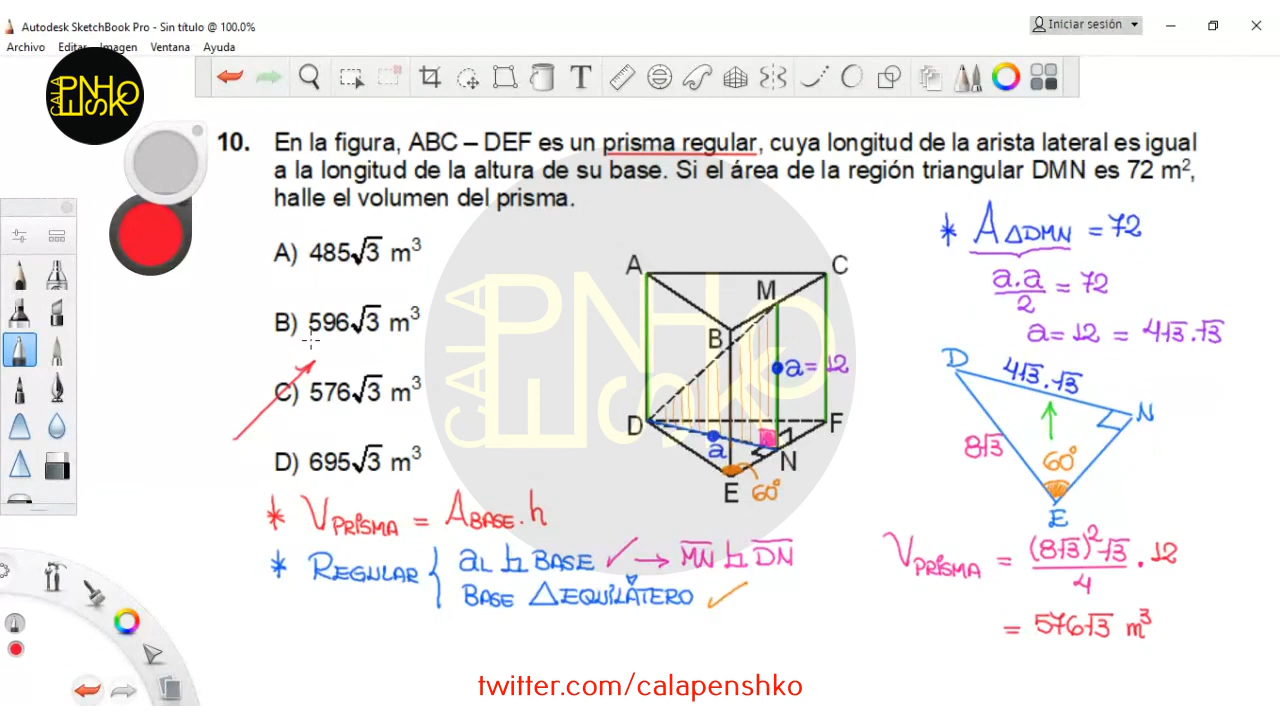 Autodesk SketchBook Pro - Sin título @ 100.0%
Iniciar sesión
Archivo Editar Imagen Ventana Ayuda
CALA
PENHSKO
T
10. En la figura, ABC – DEF es un prisma regular, cuya longitud de la arista lateral es igual
a la longitud de la altura de su base. Si el área de la región triangular DMN es 72 m²,
halle el volumen del prisma.
A) 485√3 m³
B) 596√3 m³
C) 576√3 m³
D) 695√3 m³
A
C
M
B
a = 12
D
F
a
N
E 60°
* A△DMN = 72
a.a/2 = 72
a = 12 = 4√3.√3
D
4√3.√3
N
8√3
60°
E
* VPRISMA = ABASE.h
* REGULAR { aL ⊥ BASE ✓ → MN ⊥ DN
BASE △EQUILÁTERO ✓
VPRISMA = (8√3)²√3/4 . 12
= 576√3 m³
twitter.com/calapenshko